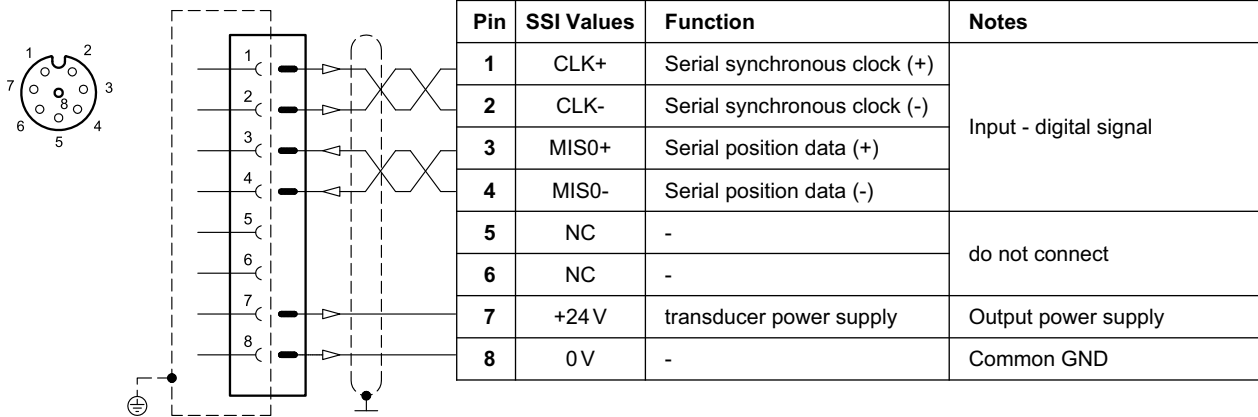 1 2
7 8 3
6 4
5
1
2
3
4
5
6
7
8
Pin SSI Values Function Notes
1 CLK+ Serial synchronous clock (+)
2 CLK- Serial synchronous clock (-)
Input - digital signal
3 MIS0+ Serial position data (+)
4 MIS0- Serial position data (-)
5 NC -
do not connect
6 NC -
7 +24 V transducer power supply Output power supply
8 0 V - Common GND